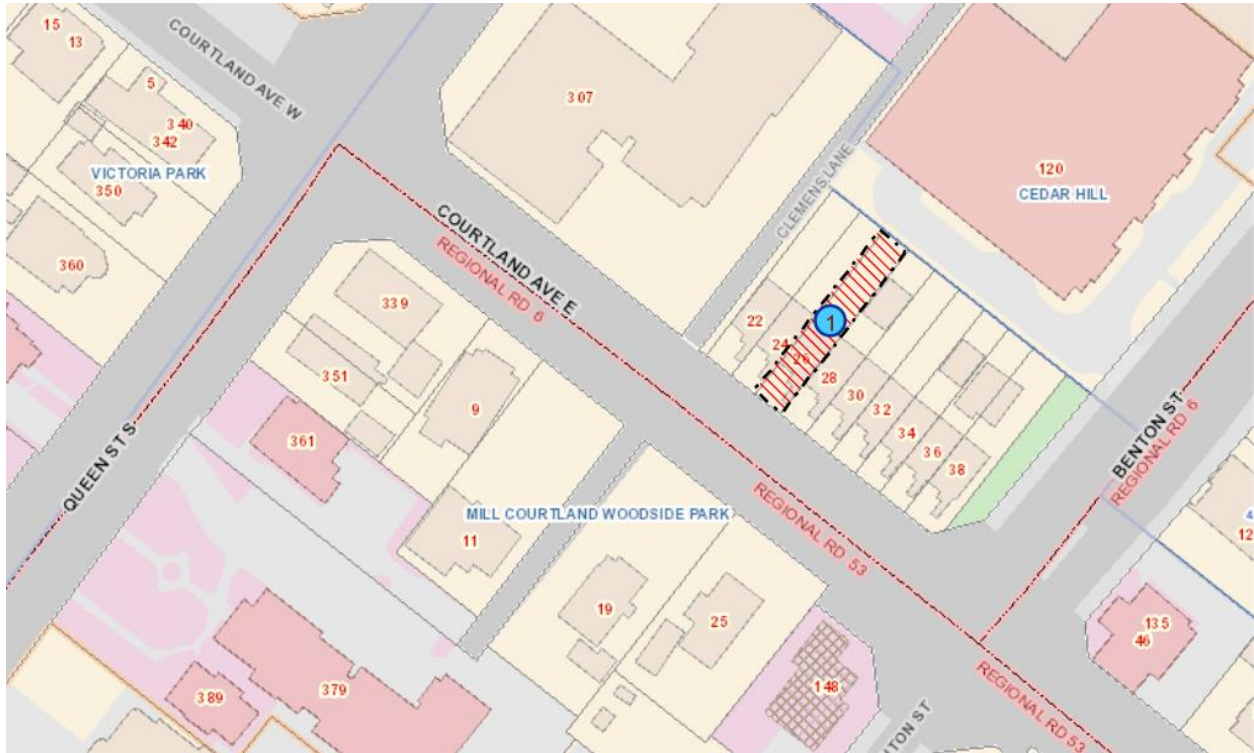 15
13
COURTLAND AVE W
5
340
342
VICTORIA PARK
350
360
307
CLEMENS LANE
120
CEDAR HILL
COURTLAND AVE E
REGIONAL RD 6
339
351
9
361
QUEEN ST S
22
24
26
1
28
30
32
34
36
38
BENTON ST
REGIONAL RD 6
MILL COURTLAND WOODSIDE PARK
11
REGIONAL RD 53
19
25
148
135
46
389
379
REGIONAL RD 53